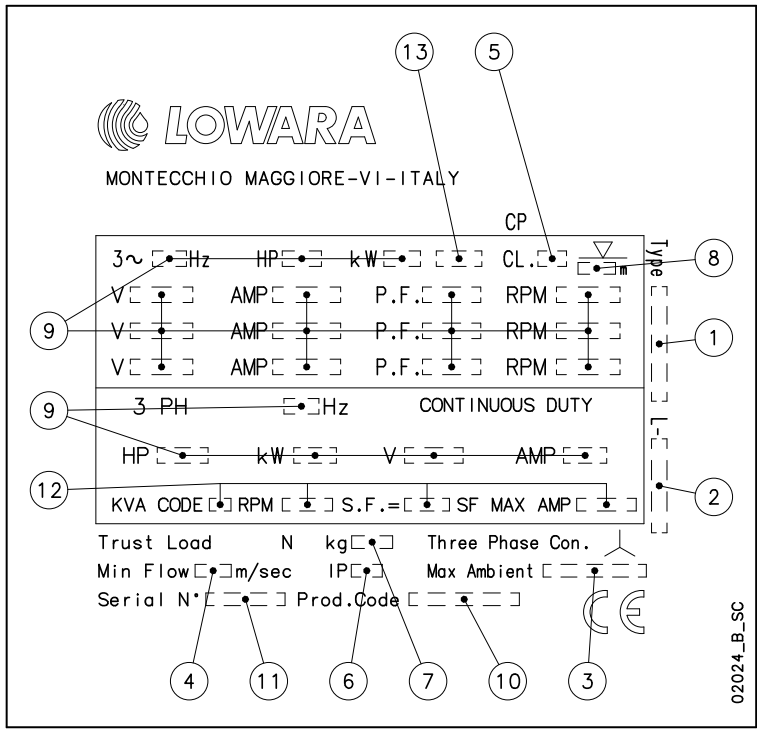 13 5
LOWARA
MONTECCHIO MAGGIORE-VI-ITALY
CP
3~ Hz HP kW CL. m Type 8
V AMP P.F. RPM
9 V AMP P.F. RPM 1
V AMP P.F. RPM
9 3 PH Hz CONTINUOUS DUTY L-
HP kW V AMP
12 KVA CODE RPM S.F.= SF MAX AMP 2
Trust Load N kg Three Phase Con.
Min Flow m/sec IP Max Ambient
Serial N° Prod.Code CE
4 11 6 7 10 3
02024_B_SC